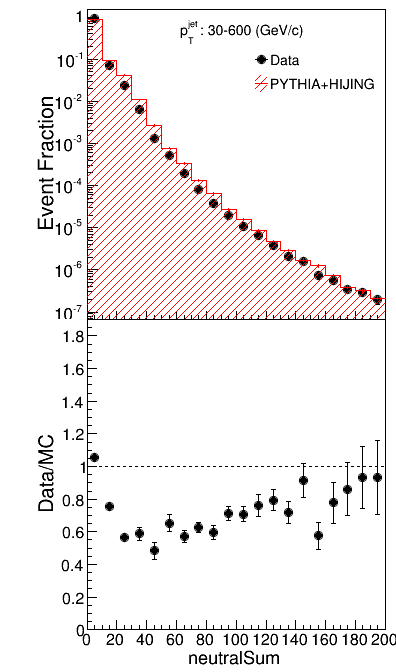 p_T^jet : 30-600 (GeV/c)
Data
PYTHIA+HIJING
Event Fraction
1
10^-1
10^-2
10^-3
10^-4
10^-5
10^-6
10^-7
Data/MC
1.8
1.6
1.4
1.2
1
0.8
0.6
0.4
0.2
0
0 20 40 60 80 100 120 140 160 180 200
neutralSum